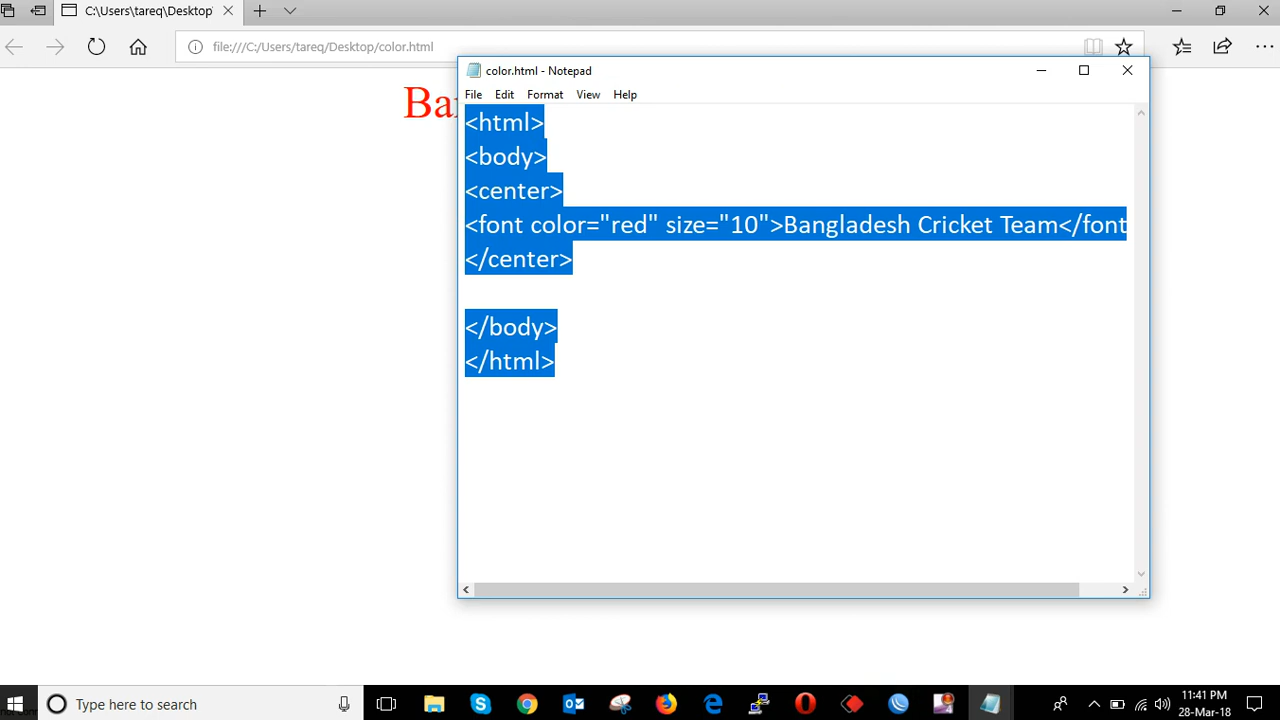 C:\Users\tareq\Desktop
file:///C:/Users/tareq/Desktop/color.html
Ba
color.html - Notepad
File Edit Format View Help
<html>
<body>
<center>
<font color="red" size="10">Bangladesh Cricket Team</font
</center>
</body>
</html>
Type here to search
11:41 PM
28-Mar-18